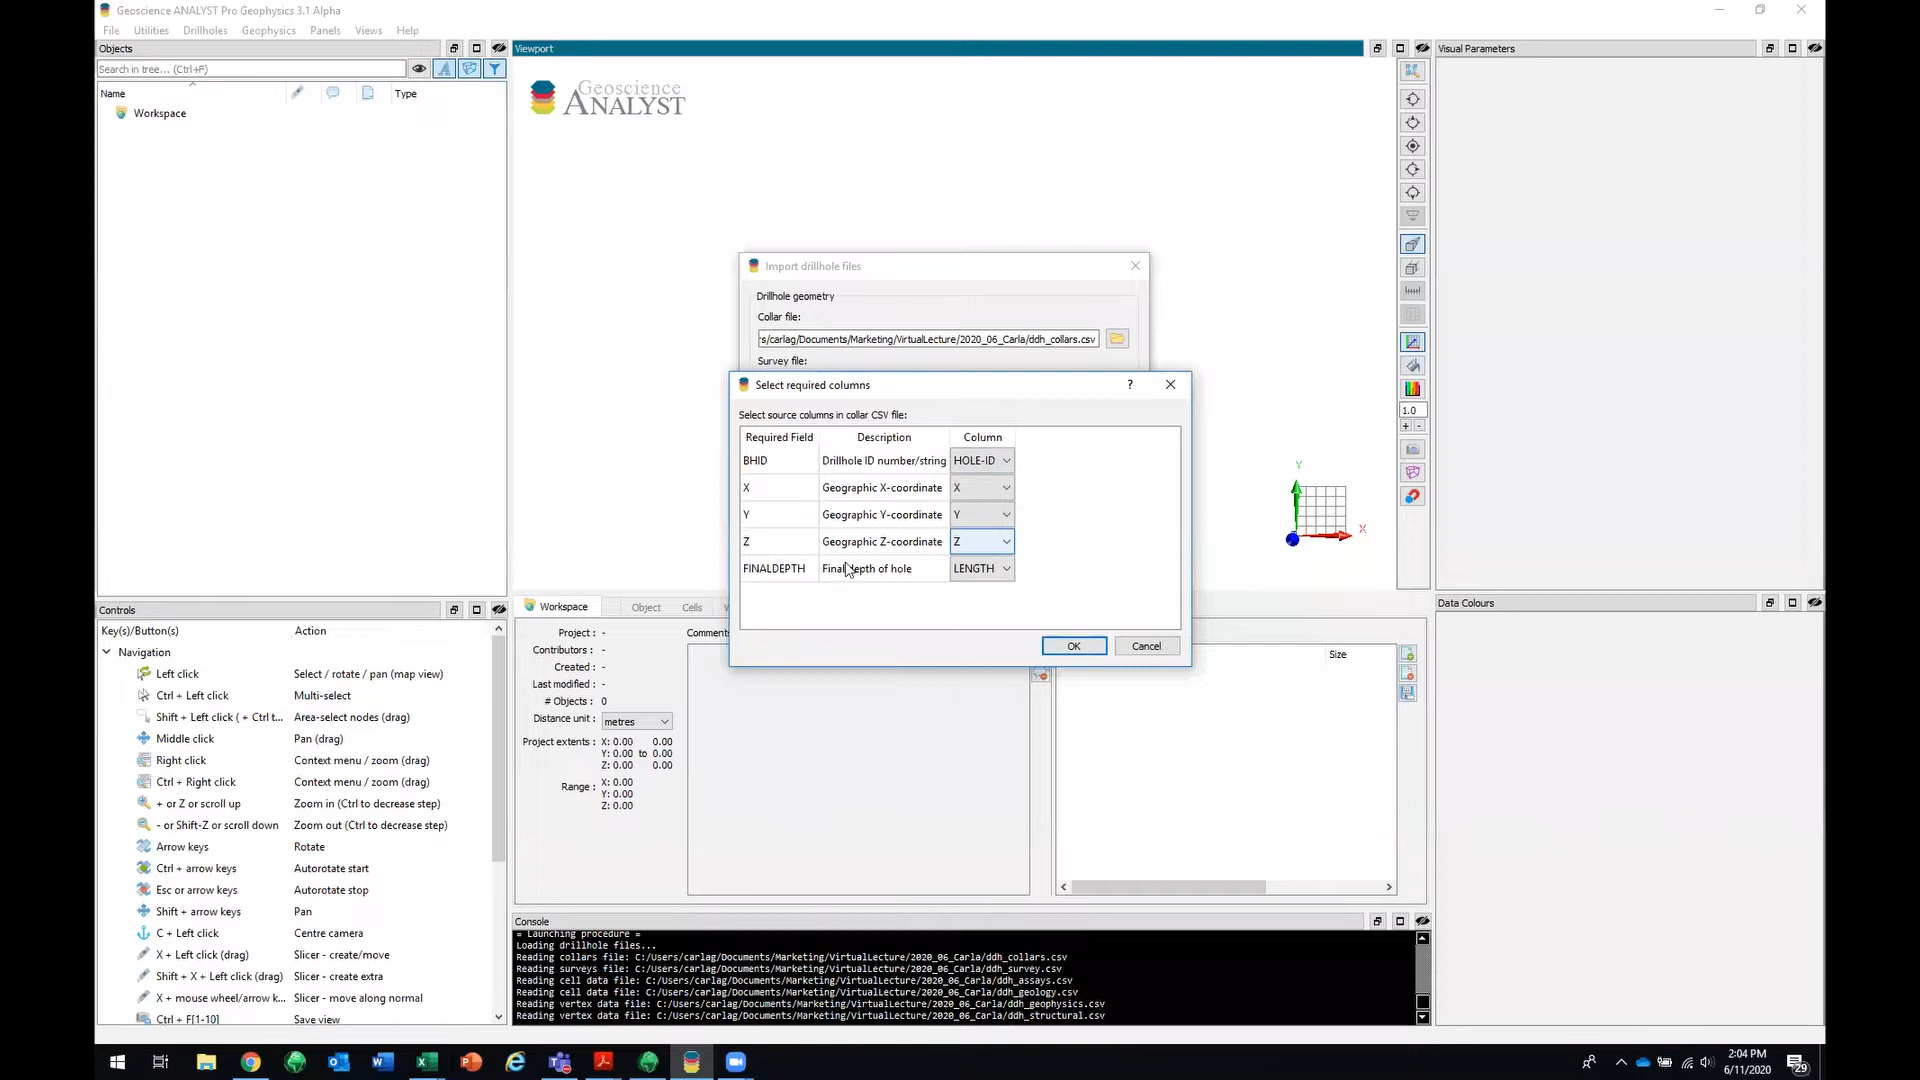 Geoscience ANALYST Pro Geophysics 3.1 Alpha
File Utilities Drillholes Geophysics Panels Views Help
Objects
Viewport
Visual Parameters
Search in tree... (Ctrl+F)
Name Type
Workspace
Geoscience
ANALYST
Import drillhole files
Drillhole geometry
Collar file:
rs/carlag/Documents/Marketing/VirtualLecture/2020_06_Carla/ddh_collars.csv
Survey file:
Select required columns
?
Select source columns in collar CSV file:
Required Field Description Column
BHID Drillhole ID number/string HOLE-ID
X Geographic X-coordinate X
Y Geographic Y-coordinate Y
Z Geographic Z-coordinate Z
FINALDEPTH Final depth of hole LENGTH
OK Cancel
1.0
+ -
Y
X
Controls
Key(s)/Button(s) Action
Navigation
Left click Select / rotate / pan (map view)
Ctrl + Left click Multi-select
Shift + Left click ( + Ctrl t... Area-select nodes (drag)
Middle click Pan (drag)
Right click Context menu / zoom (drag)
Ctrl + Right click Context menu / zoom (drag)
+ or Z or scroll up Zoom in (Ctrl to decrease step)
- or Shift-Z or scroll down Zoom out (Ctrl to decrease step)
Arrow keys Rotate
Ctrl + arrow keys Autorotate start
Esc or arrow keys Autorotate stop
Shift + arrow keys Pan
C + Left click Centre camera
X + Left click (drag) Slicer - create/move
Shift + X + Left click (drag) Slicer - create extra
X + mouse wheel/arrow k... Slicer - move along normal
Ctrl + F[1-10] Save view
Workspace Object Cells
Project : -
Contributors : -
Created : -
Last modified : -
# Objects : 0
Distance unit : metres
Project extents : X: 0.00 0.00
Y: 0.00 to 0.00
Z: 0.00 0.00
Range : X: 0.00
Y: 0.00
Z: 0.00
Size
Data Colours
Console
= Launching procedure =
Loading drillhole files...
Reading collars file: C:/Users/carlag/Documents/Marketing/VirtualLecture/2020_06_Carla/ddh_collars.csv
Reading surveys file: C:/Users/carlag/Documents/Marketing/VirtualLecture/2020_06_Carla/ddh_survey.csv
Reading cell data file: C:/Users/carlag/Documents/Marketing/VirtualLecture/2020_06_Carla/ddh_assays.csv
Reading cell data file: C:/Users/carlag/Documents/Marketing/VirtualLecture/2020_06_Carla/ddh_geology.csv
Reading vertex data file: C:/Users/carlag/Documents/Marketing/VirtualLecture/2020_06_Carla/ddh_geophysics.csv
Reading vertex data file: C:/Users/carlag/Documents/Marketing/VirtualLecture/2020_06_Carla/ddh_structural.csv
2:04 PM
6/11/2020
29